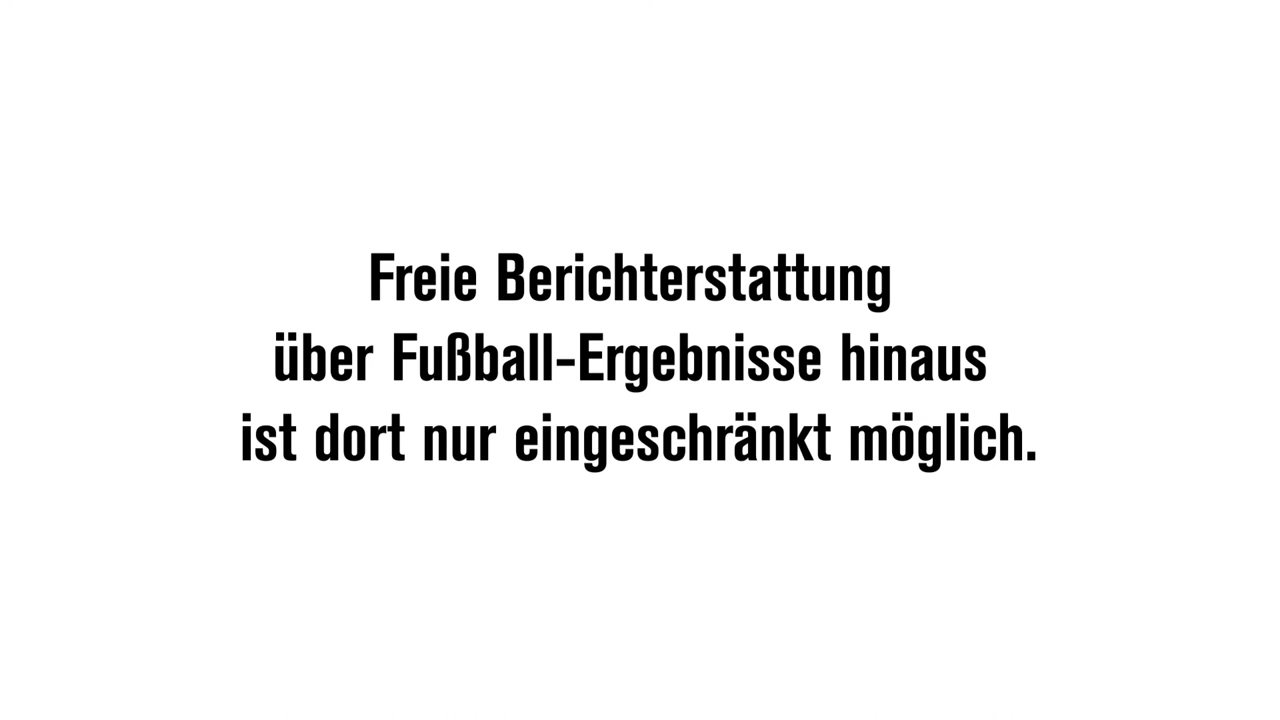 Freie Berichterstattung
über Fußball-Ergebnisse hinaus
ist dort nur eingeschränkt möglich.